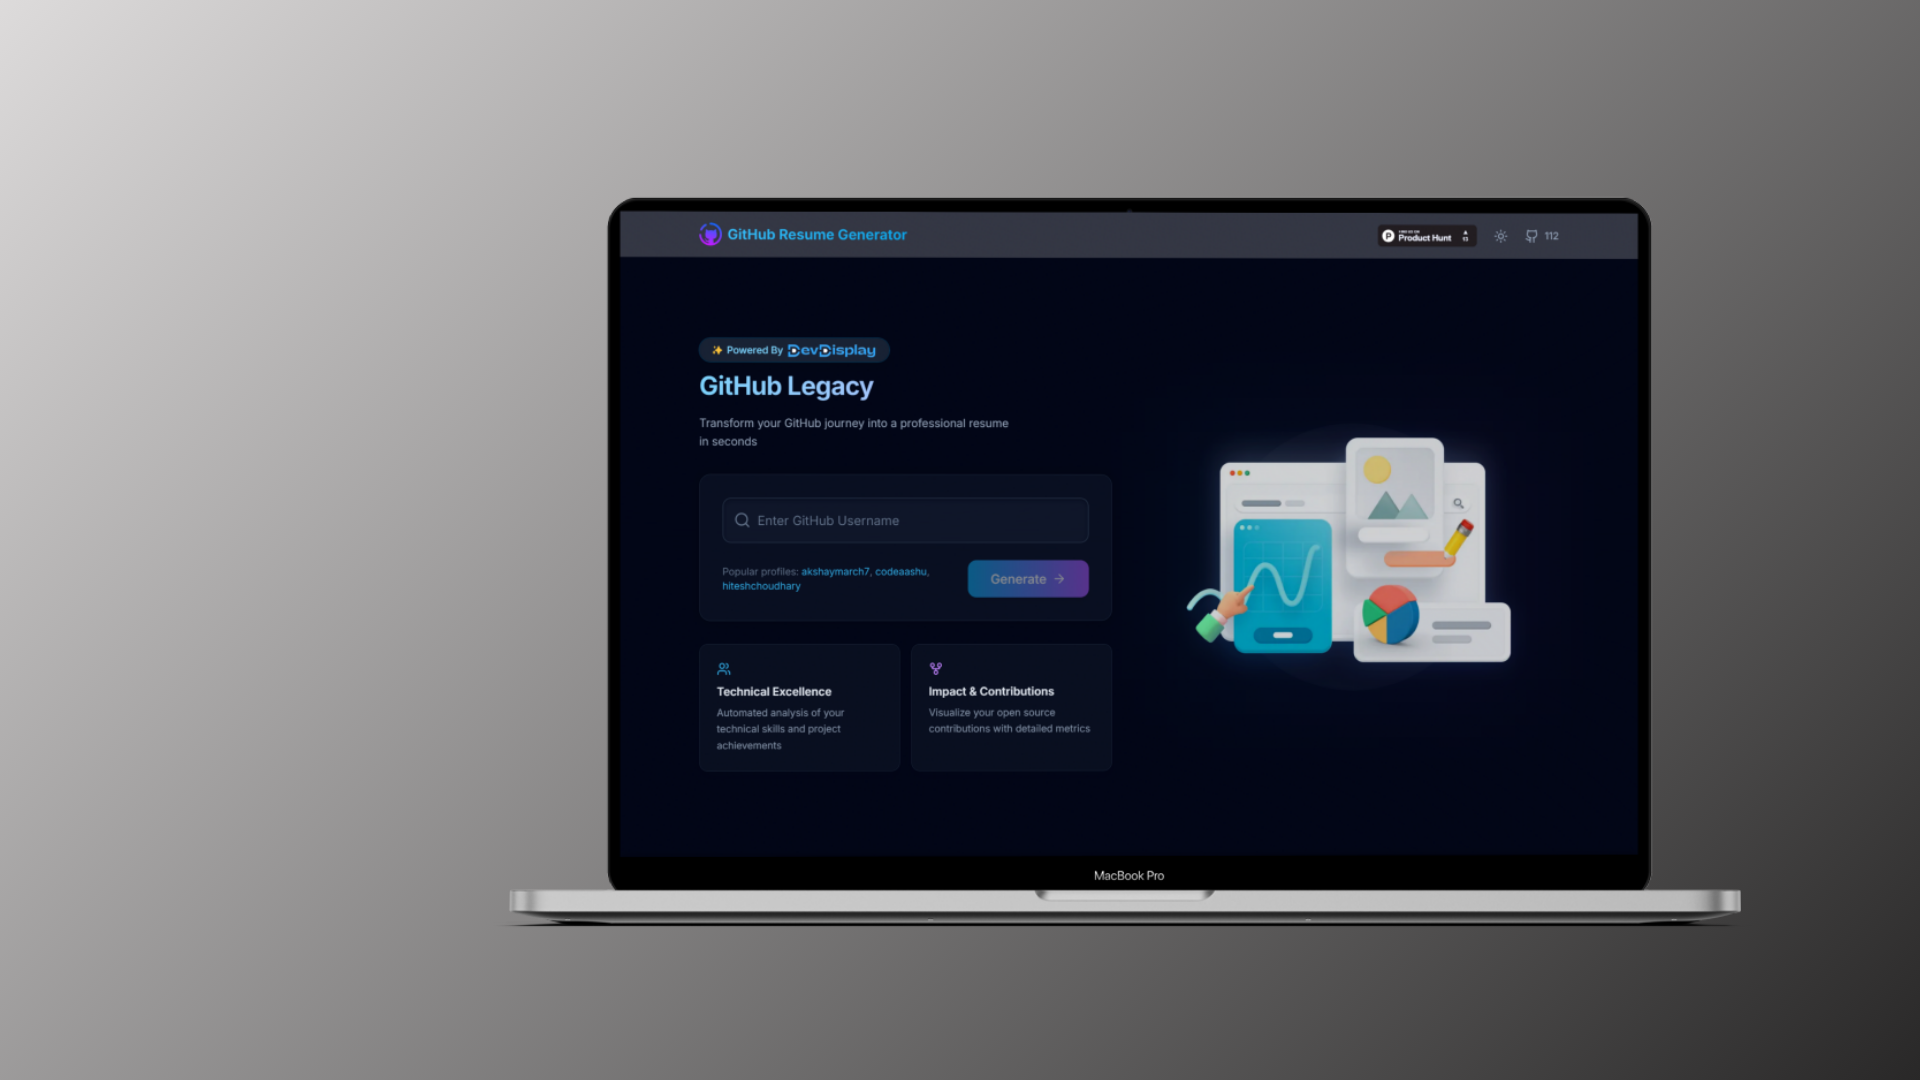 GitHub Resume Generator
Product Hunt
112
✨ Powered By DevDisplay
GitHub Legacy
Transform your GitHub journey into a professional resume
in seconds
Enter GitHub Username
Popular profiles: akshaymarch7, codeaashu,
hiteshchoudhary
Generate →
Technical Excellence
Automated analysis of your
technical skills and project
achievements
Impact & Contributions
Visualize your open source
contributions with detailed metrics
MacBook Pro